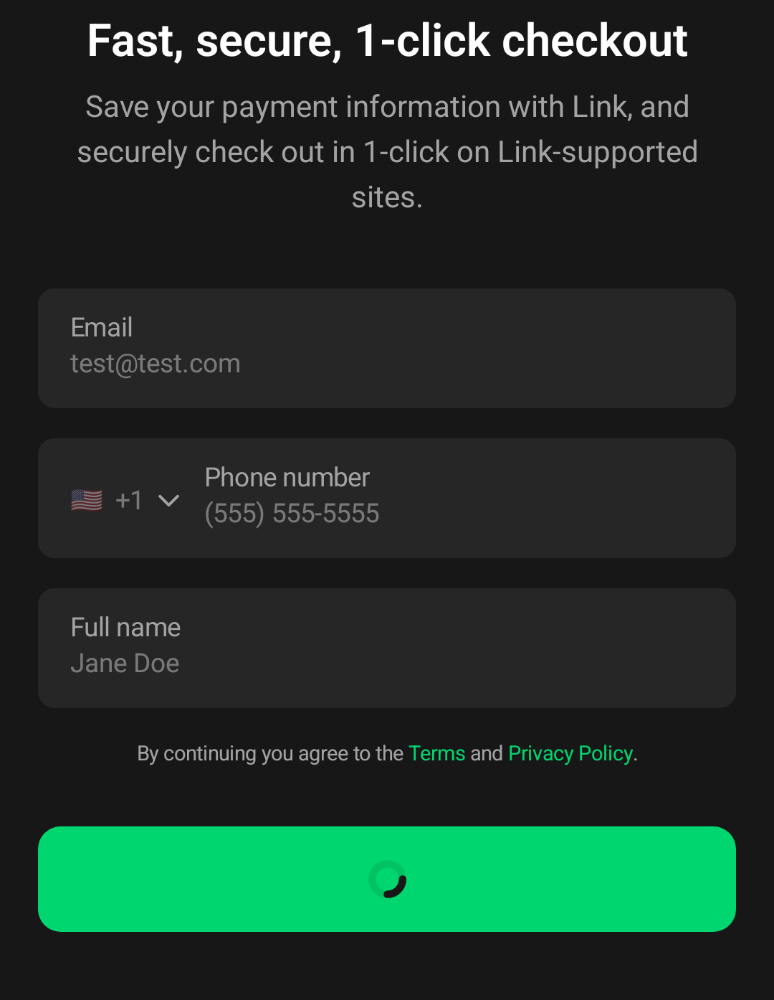 Fast, secure, 1-click checkout
Save your payment information with Link, and
securely check out in 1-click on Link-supported
sites.
Email
test@test.com
+1
Phone number
(555) 555-5555
Full name
Jane Doe
By continuing you agree to the Terms and Privacy Policy.